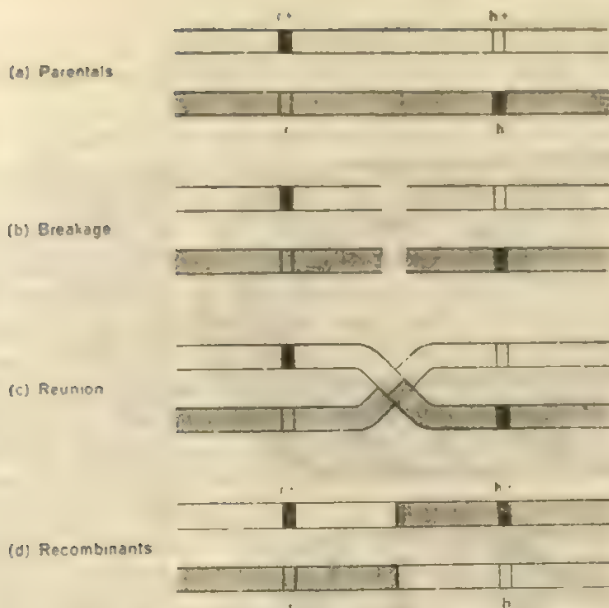 r+ h+
(a) Parentals
r h
(b) Breakage
(c) Reunion
(d) Recombinants
h